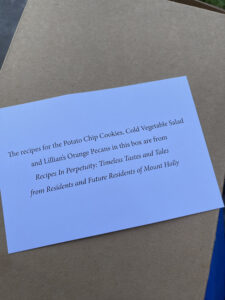 The recipes for the Potato Chip Cookies, Cold Vegetable Salad
and Lillian's Orange Pecans in this box are from
Recipes In Perpetuity: Timeless Tastes and Tales
from Residents and Future Residents of Mount Holly